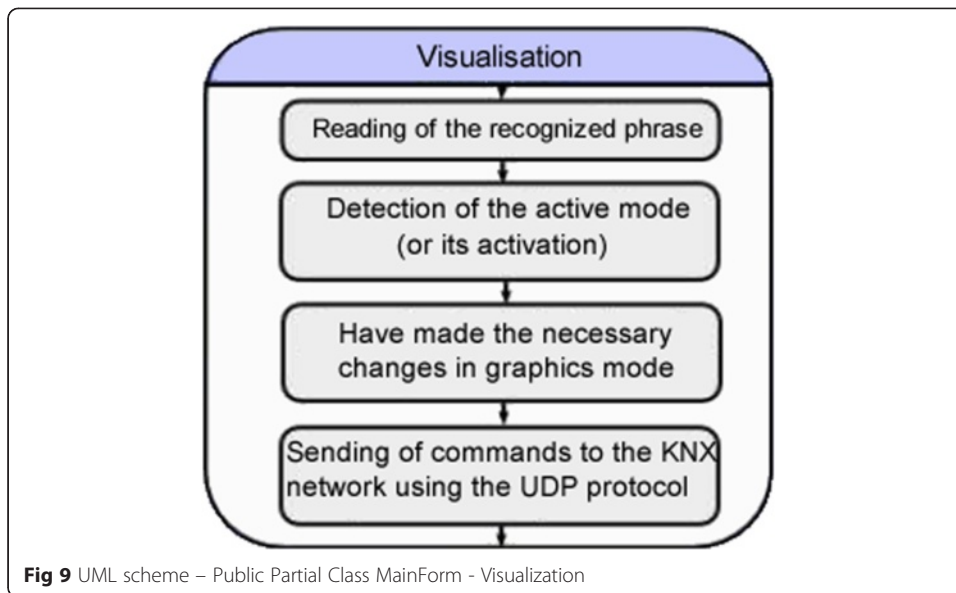 Visualisation
Reading of the recognized phrase
Detection of the active mode
(or its activation)
Have made the necessary
changes in graphics mode
Sending of commands to the KNX
network using the UDP protocol
Fig 9 UML scheme – Public Partial Class MainForm - Visualization